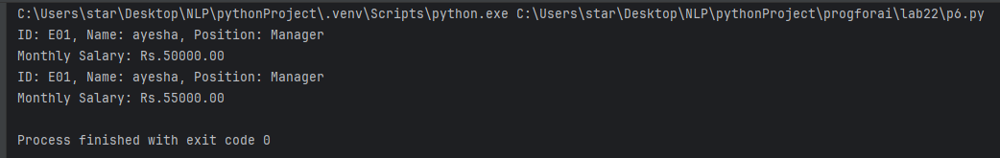 C:\Users\star\Desktop\NLP\pythonProject\.venv\Scripts\python.exe C:\Users\star\Desktop\NLP\pythonProject\progforai\lab22\p6.py
ID: E01, Name: ayesha, Position: Manager
Monthly Salary: Rs.50000.00
ID: E01, Name: ayesha, Position: Manager
Monthly Salary: Rs.55000.00
Process finished with exit code 0